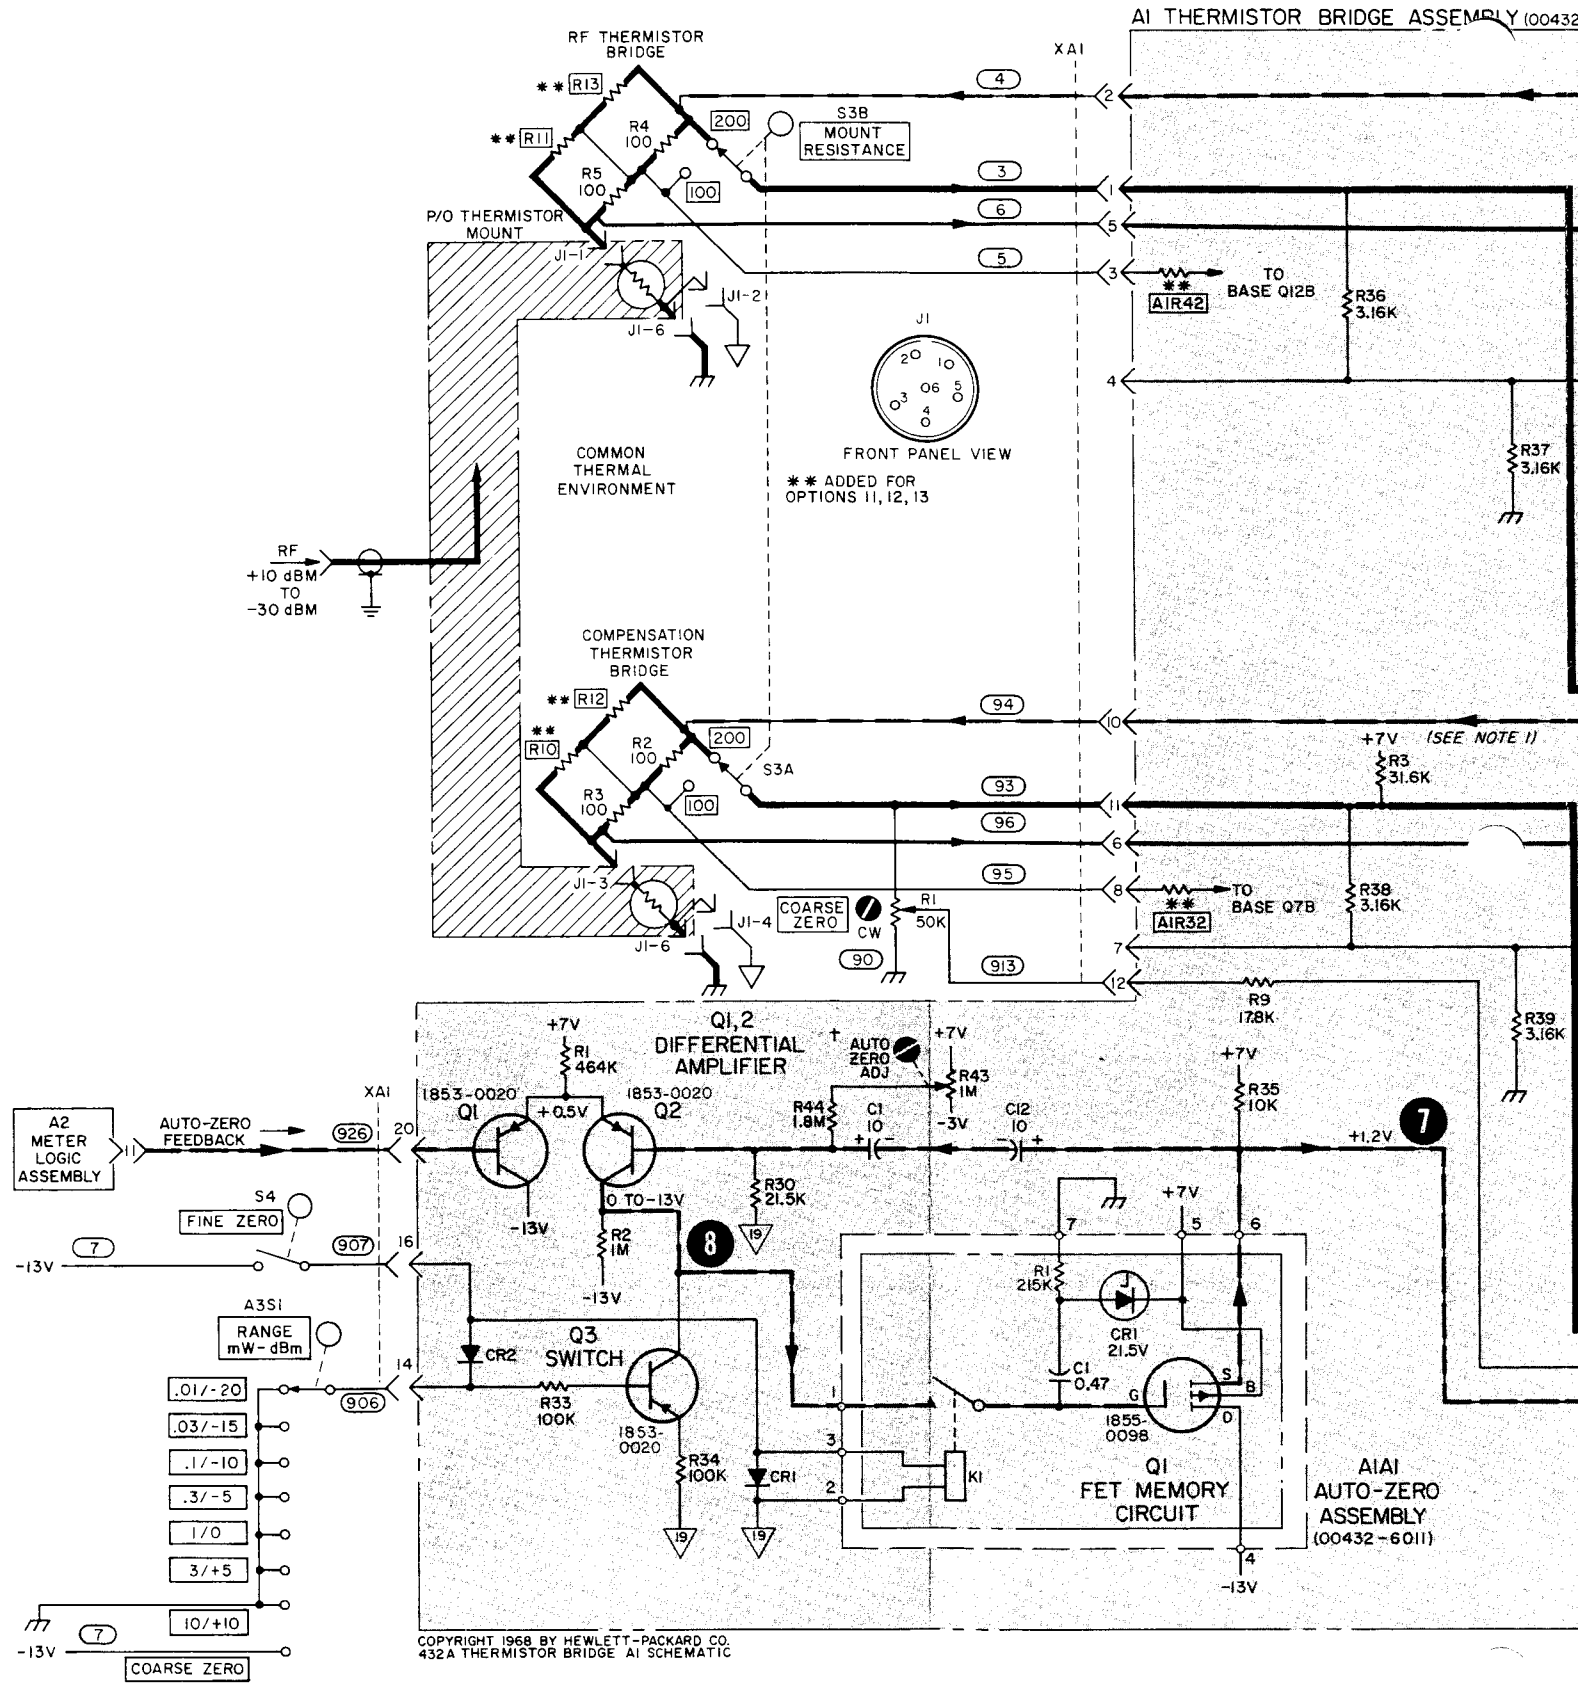 A1 THERMISTOR BRIDGE ASSEMBLY (00432
RF THERMISTOR
BRIDGE
XA1
** R13
4
2
** R11
R4
100
200
S3B
MOUNT
RESISTANCE
R5
100
100
3
1
P/O THERMISTOR
MOUNT
6
5
J1-1
5
3
**
A1R42
TO
BASE Q12B
R36
3.16K
J1-2
J1-6
J1
2
1
6
5
3
4
FRONT PANEL VIEW
4
R37
3.16K
COMMON
THERMAL
ENVIRONMENT
** ADDED FOR
OPTIONS 11, 12, 13
RF
+10 dBM
TO
-30 dBM
COMPENSATION
THERMISTOR
BRIDGE
** R12
**
R10
R2
100
200
94
10
+7V
(SEE NOTE 1)
R3
31.6K
S3A
R3
100
100
93
11
96
6
95
8
**
A1R32
TO
BASE Q7B
R38
3.16K
J1-3
J1-4
J1-6
COARSE
ZERO
CW
R1
50K
90
7
913
12
R9
178K
R39
3.16K
+7V
R1
464K
Q1,2
DIFFERENTIAL
AMPLIFIER
†
AUTO
ZERO
ADJ
+7V
R43
1M
-3V
+7V
R35
10K
XA1
1853-0020
Q1
+0.5V
1853-0020
Q2
R44
1.8M
C1
10
+
-
C12
10
-
+
+1.2V
7
A2
METER
LOGIC
ASSEMBLY
11
AUTO-ZERO
FEEDBACK
926
20
R30
21.5K
19
-13V
0 TO-13V
R2
1M
-13V
8
S4
FINE ZERO
-13V
7
907
16
7
+7V
5
6
R1
215K
CR1
21.5V
C1
0.47
A3S1
RANGE
mW-dBm
14
906
CR2
Q3
SWITCH
R33
100K
1853-
0020
R34
100K
19
CR1
19
1
3
2
K1
G
S
B
D
1855-
0098
Q1
FET MEMORY
CIRCUIT
A1A1
AUTO-ZERO
ASSEMBLY
(00432-6011)
4
-13V
.01/-20
.03/-15
.1/-10
.3/-5
1/0
3/+5
10/+10
-13V
7
COARSE ZERO
COPYRIGHT 1968 BY HEWLETT-PACKARD CO.
432A THERMISTOR BRIDGE A1 SCHEMATIC